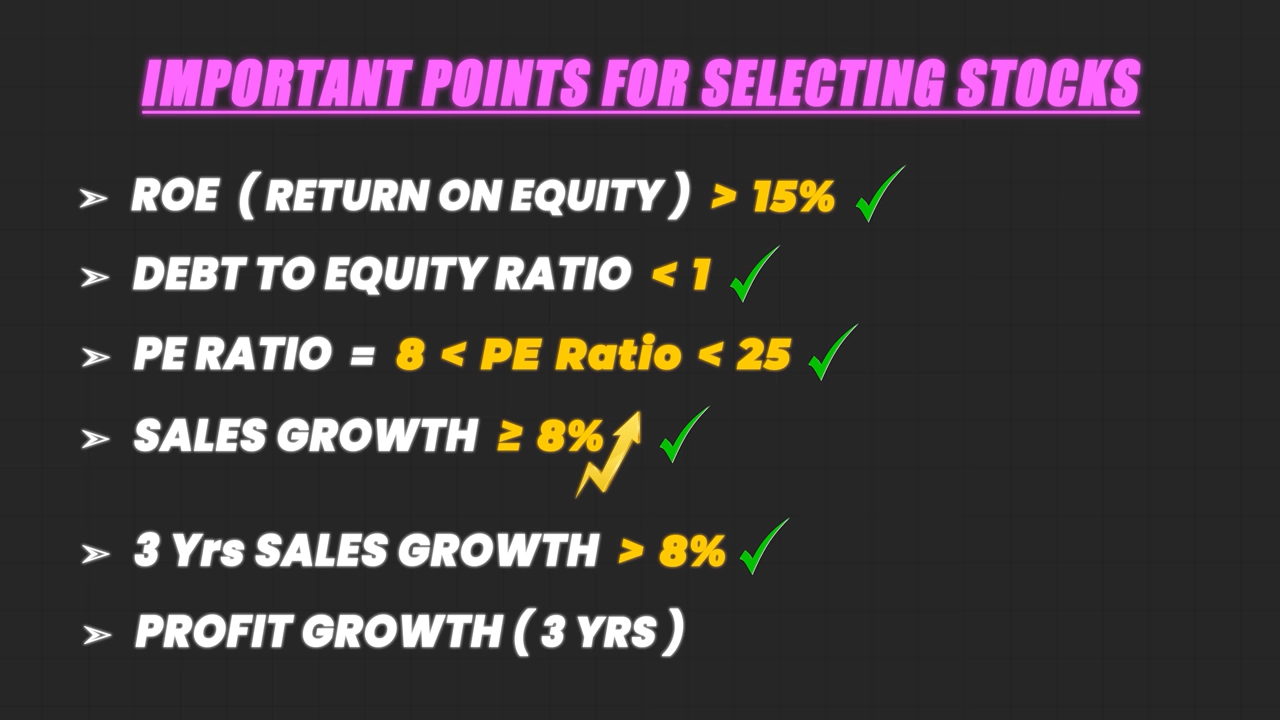 IMPORTANT POINTS FOR SELECTING STOCKS
➢ ROE ( RETURN ON EQUITY ) > 15%
➢ DEBT TO EQUITY RATIO < 1
➢ PE RATIO = 8 < PE Ratio < 25
➢ SALES GROWTH ≥ 8%
➢ 3 Yrs SALES GROWTH > 8%
➢ PROFIT GROWTH ( 3 YRS )